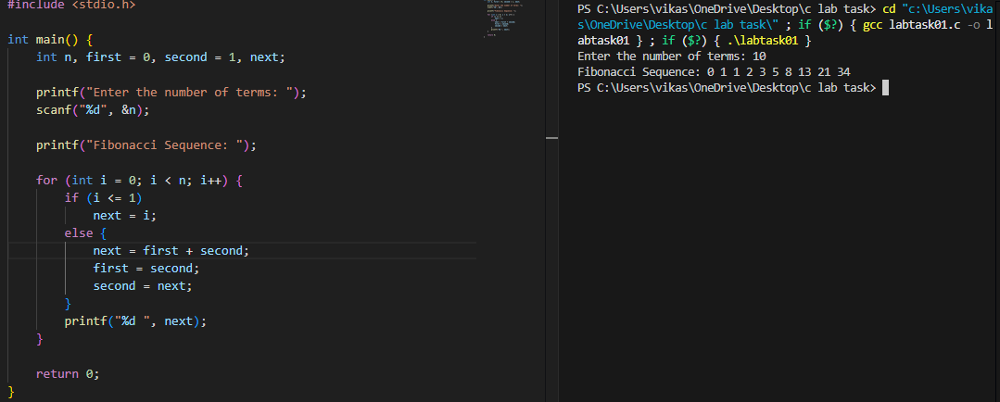 #include <stdio.h>
int main() {
int n, first = 0, second = 1, next;
printf("Enter the number of terms: ");
scanf("%d", &n);
printf("Fibonacci Sequence: ");
for (int i = 0; i < n; i++) {
if (i <= 1)
next = i;
else {
next = first + second;
first = second;
second = next;
}
printf("%d ", next);
}
return 0;
}
PS C:\Users\vikas\OneDrive\Desktop\c lab task> cd "c:\Users\vika
s\OneDrive\Desktop\c lab task\" ; if ($?) { gcc labtask01.c -o l
abtask01 } ; if ($?) { .\labtask01 }
Enter the number of terms: 10
Fibonacci Sequence: 0 1 1 2 3 5 8 13 21 34
PS C:\Users\vikas\OneDrive\Desktop\c lab task>